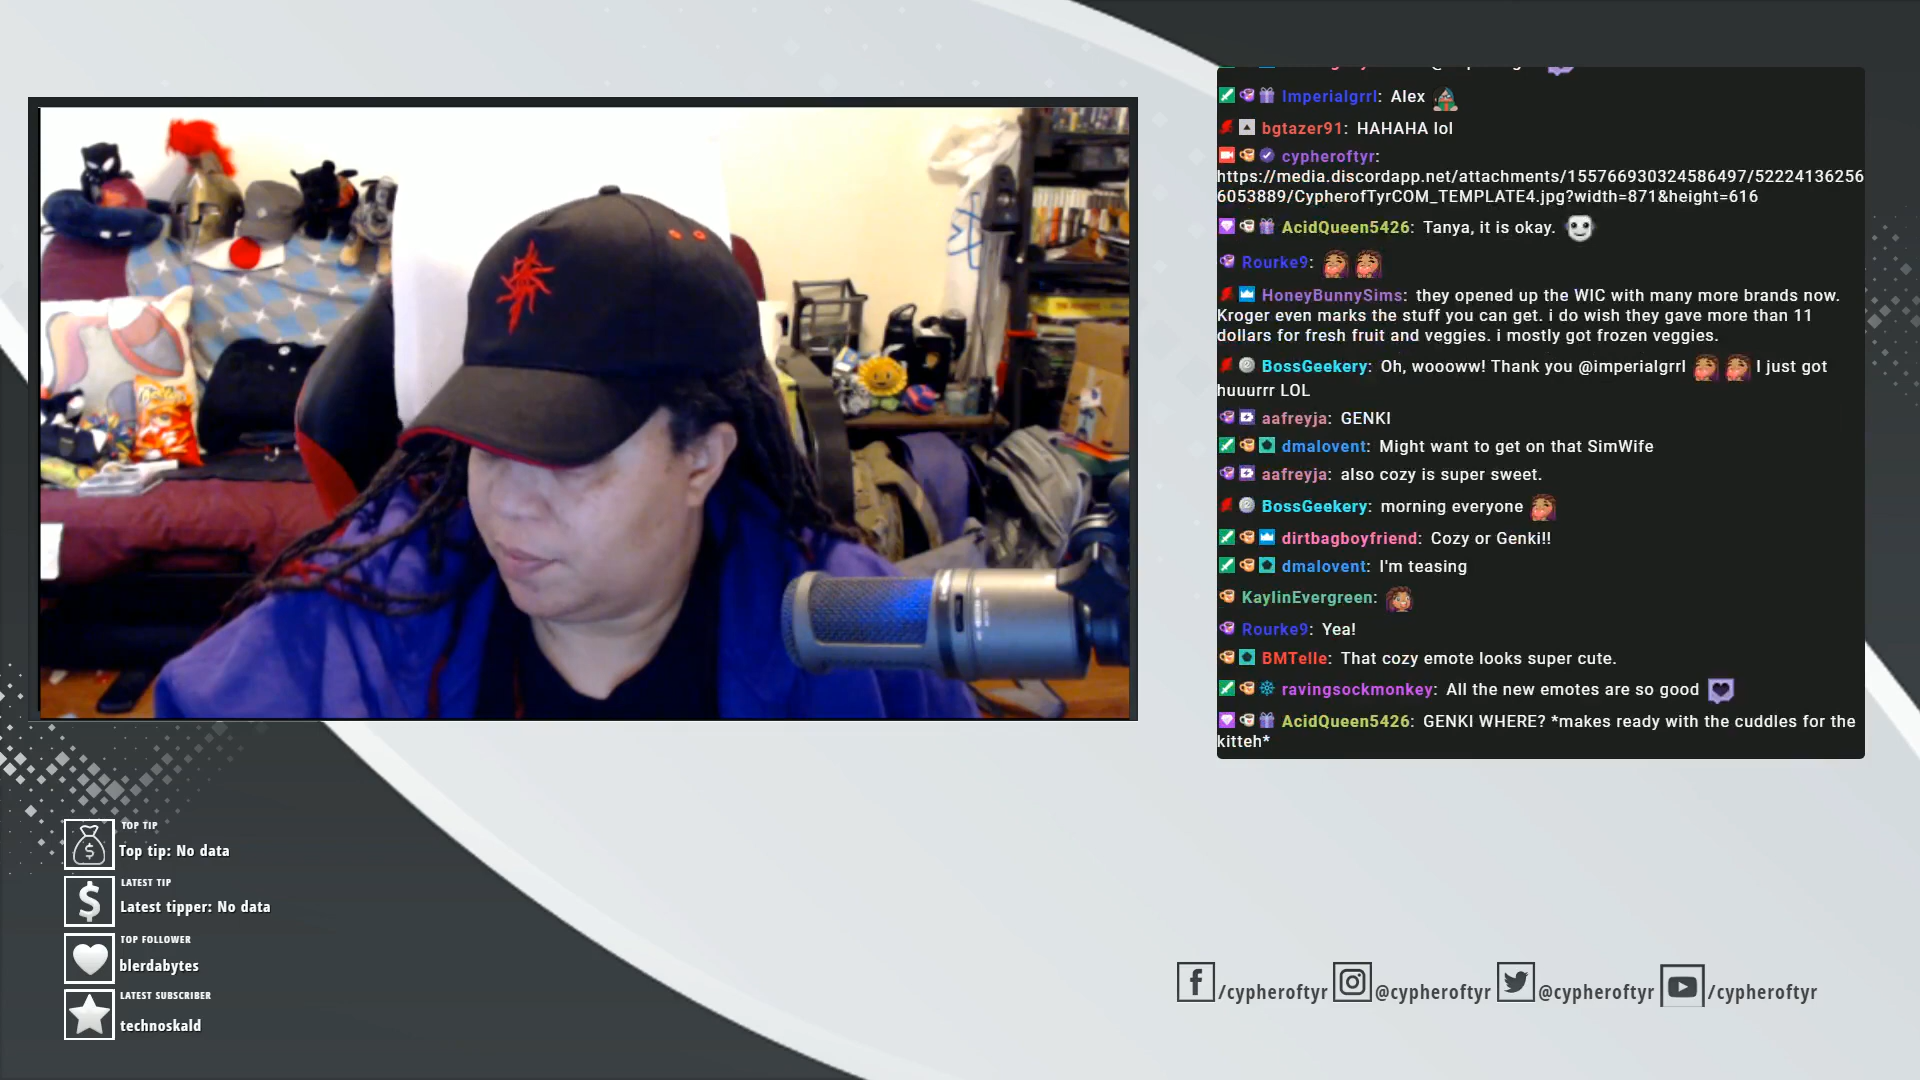 Imperialgrrl: Alex
bgtazer91: HAHAHA lol
cypheroftyr:
https://media.discordapp.net/attachments/155766930324586497/52224136256
6053889/CypherofTyrCOM_TEMPLATE4.jpg?width=871&height=616
AcidQueen5426: Tanya, it is okay.
Rourke9:
HoneyBunnySims: they opened up the WIC with many more brands now.
Kroger even marks the stuff you can get. i do wish they gave more than 11
dollars for fresh fruit and veggies. i mostly got frozen veggies.
BossGeekery: Oh, woooww! Thank you @imperialgrrl I just got
huuurrr LOL
aafreyja: GENKI
dmalovent: Might want to get on that SimWife
aafreyja: also cozy is super sweet.
BossGeekery: morning everyone
dirtbagboyfriend: Cozy or Genki!!
dmalovent: I'm teasing
KaylinEvergreen:
Rourke9: Yea!
BMTelle: That cozy emote looks super cute.
ravingsockmonkey: All the new emotes are so good
AcidQueen5426: GENKI WHERE? *makes ready with the cuddles for the
kitteh*
TOP TIP
Top tip: No data
LATEST TIP
Latest tipper: No data
TOP FOLLOWER
blerdabytes
LATEST SUBSCRIBER
technoskald
/cypheroftyr @cypheroftyr @cypheroftyr /cypheroftyr